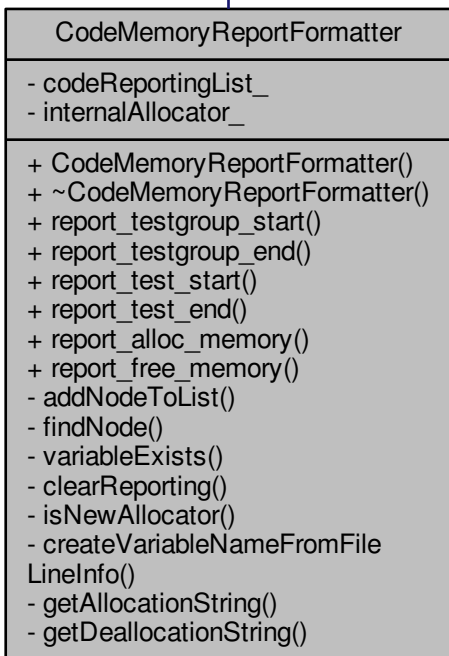 CodeMemoryReportFormatter
- codeReportingList_
- internalAllocator_
+ CodeMemoryReportFormatter()
+ ~CodeMemoryReportFormatter()
+ report_testgroup_start()
+ report_testgroup_end()
+ report_test_start()
+ report_test_end()
+ report_alloc_memory()
+ report_free_memory()
- addNodeToList()
- findNode()
- variableExists()
- clearReporting()
- isNewAllocator()
- createVariableNameFromFile
LineInfo()
- getAllocationString()
- getDeallocationString()